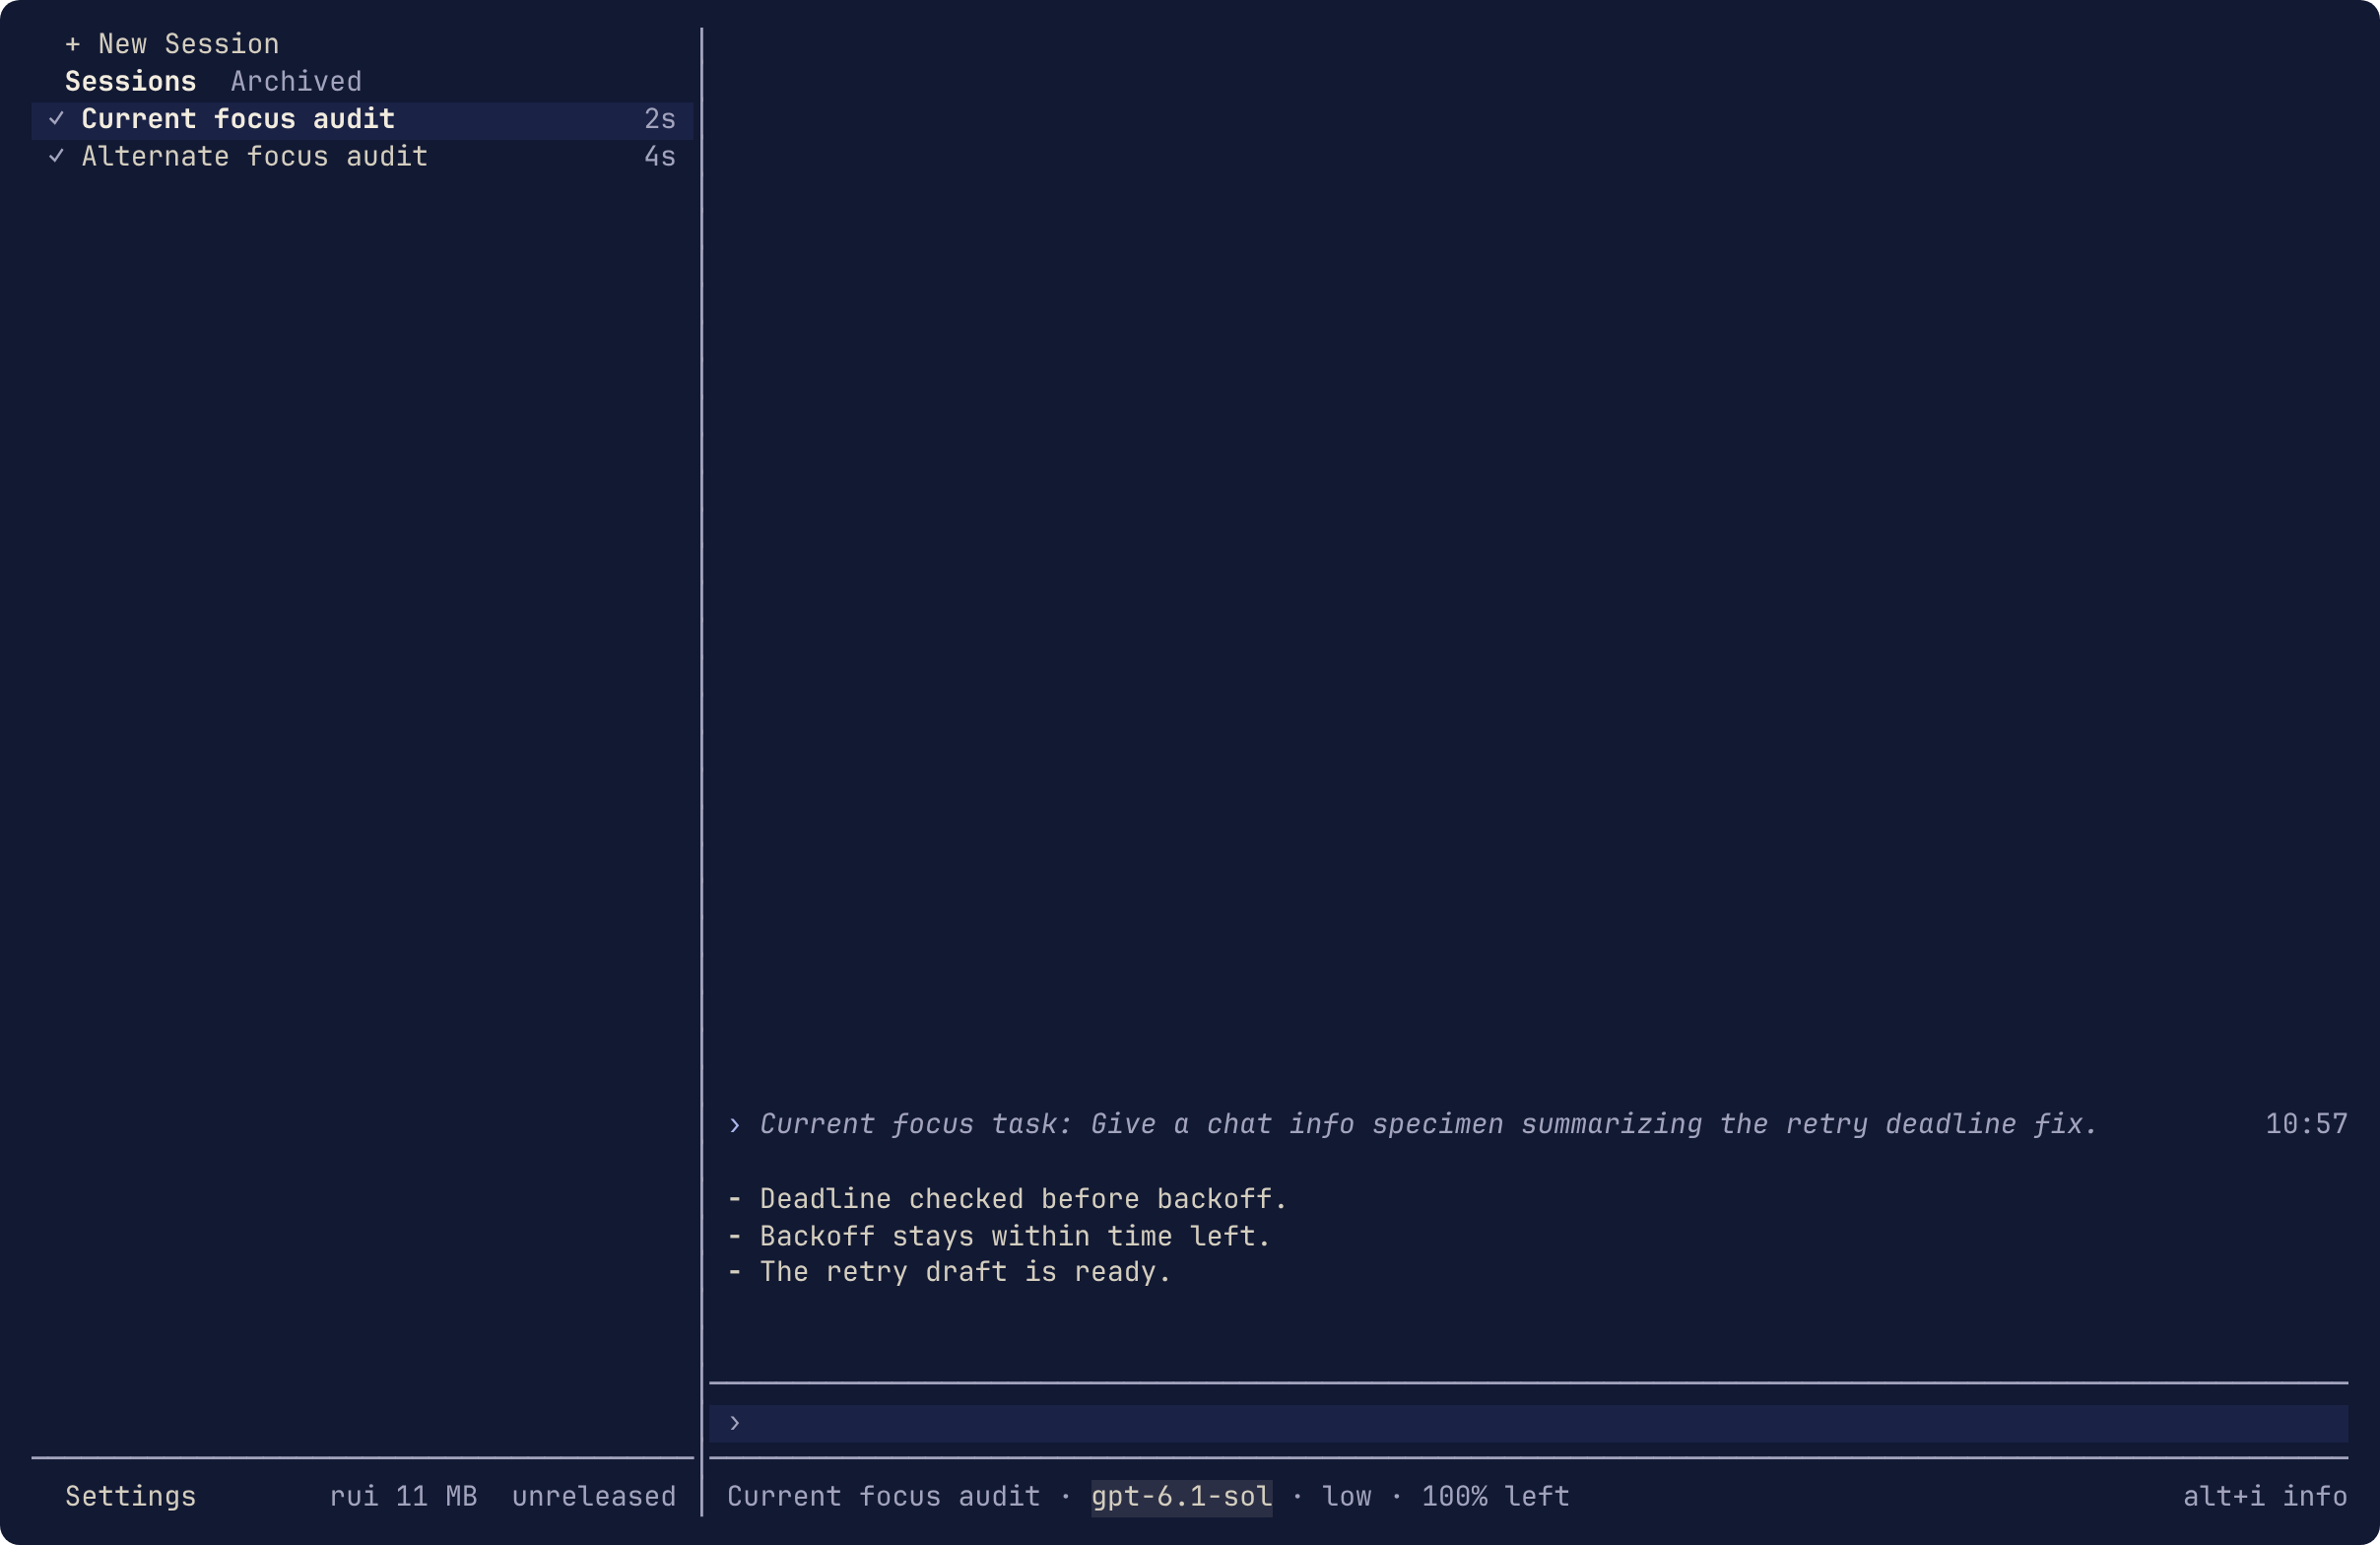 + New Session
Sessions  Archived
✓ Current focus audit  2s
✓ Alternate focus audit  4s
› Current focus task: Give a chat info specimen summarizing the retry deadline fix.  10:57
- Deadline checked before backoff.
- Backoff stays within time left.
- The retry draft is ready.
›
Settings  rui 11 MB  unreleased
Current focus audit · gpt-6.1-sol · low · 100% left  alt+i info